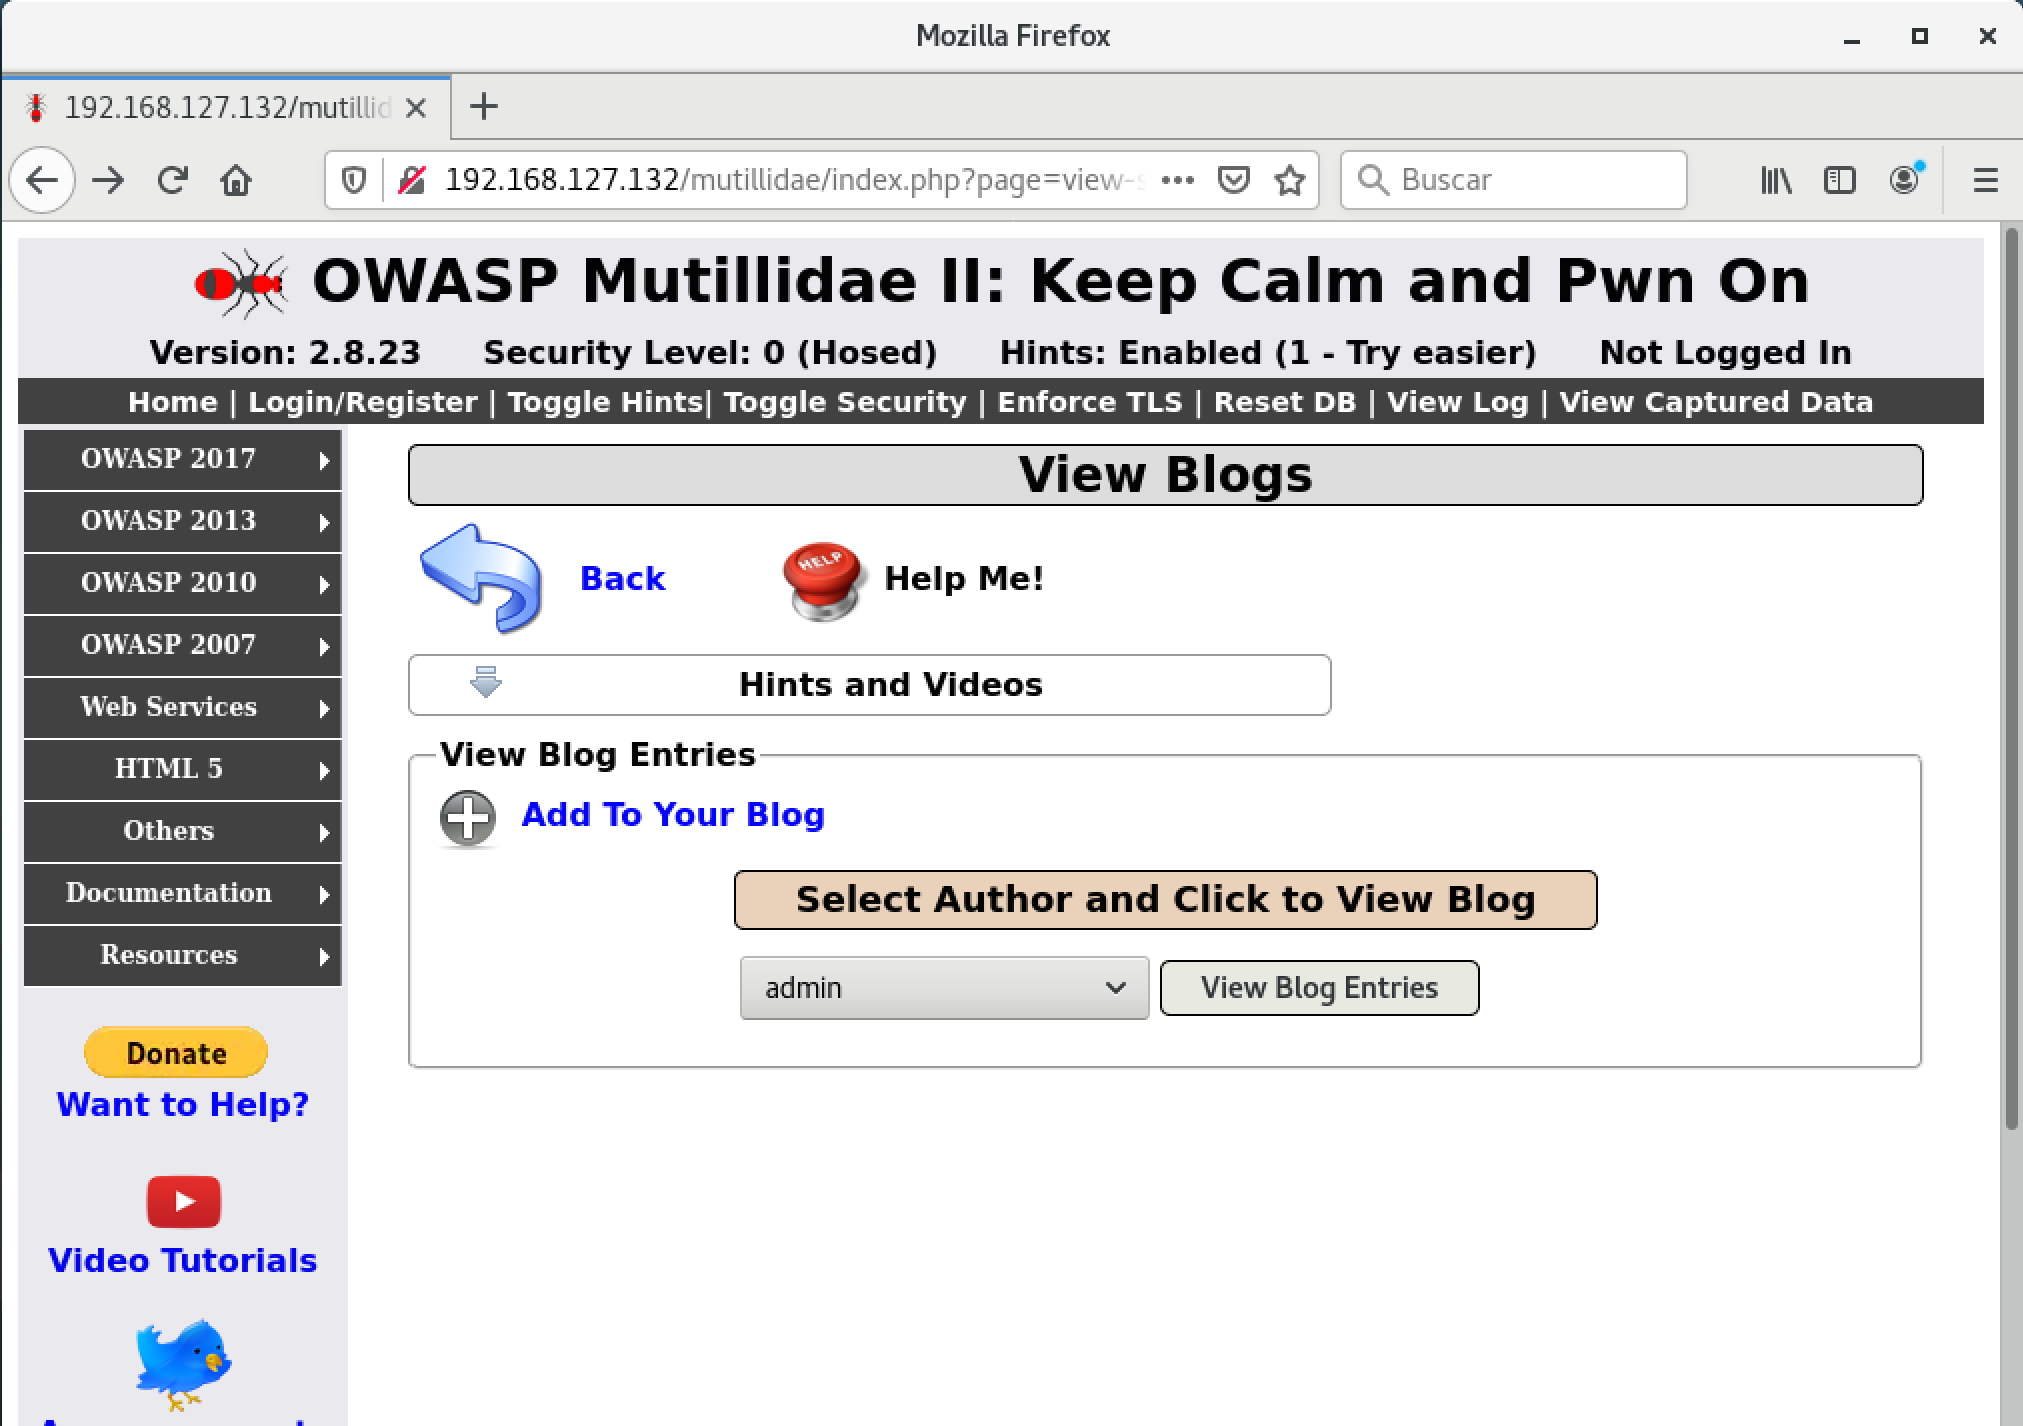 Mozilla Firefox
192.168.127.132/mutillid
192.168.127.132/mutillidae/index.php?page=view-s
Buscar
OWASP Mutillidae II: Keep Calm and Pwn On
Version: 2.8.23 Security Level: 0 (Hosed) Hints: Enabled (1 - Try easier) Not Logged In
Home | Login/Register | Toggle Hints| Toggle Security | Enforce TLS | Reset DB | View Log | View Captured Data
OWASP 2017
OWASP 2013
OWASP 2010
OWASP 2007
Web Services
HTML 5
Others
Documentation
Resources
Donate
Want to Help?
Video Tutorials
View Blogs
Back
HELP
Help Me!
Hints and Videos
View Blog Entries
Add To Your Blog
Select Author and Click to View Blog
admin
View Blog Entries